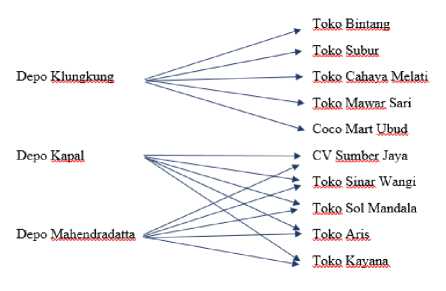 Toko Bintang
Toko Subur
Depo Klungkung
Toko Cahaya Melati
Toko Mawar Sari
Coco Mart Ubud
Depo Kapal
CV Sumber Jaya
Toko Sinar Wangi
Toko Sol Mandala
Depo Mahendradatta
Toko Aris
Toko Kayana